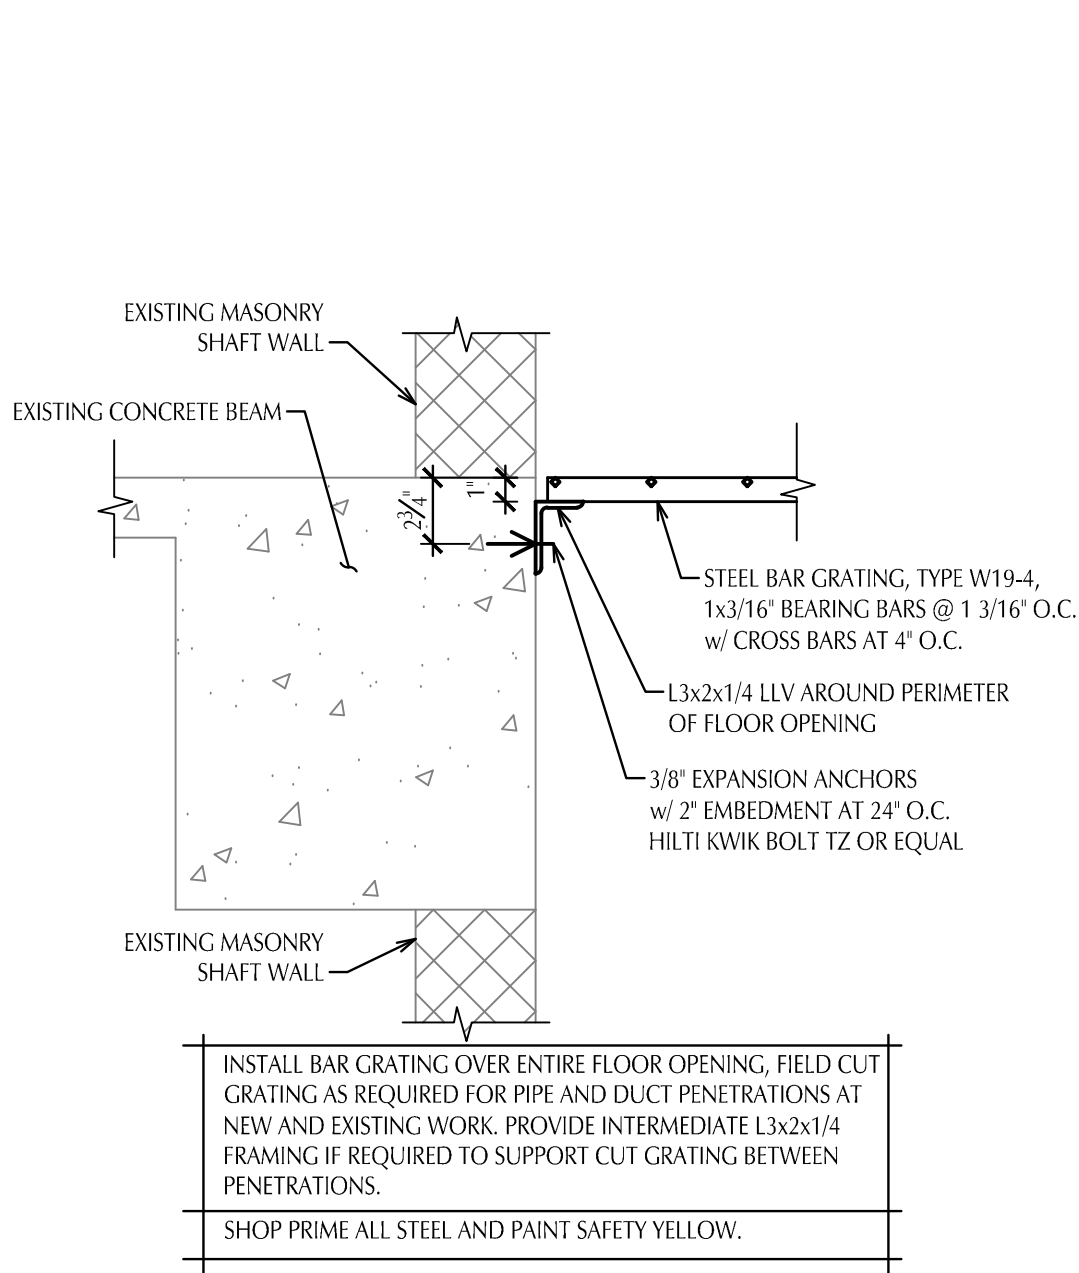 EXISTING MASONRY
SHAFT WALL
EXISTING CONCRETE BEAM
2 3/4"
1"
STEEL BAR GRATING, TYPE W19-4,
1x3/16" BEARING BARS @ 1 3/16" O.C.
w/ CROSS BARS AT 4" O.C.
L3x2x1/4 LLV AROUND PERIMETER
OF FLOOR OPENING
3/8" EXPANSION ANCHORS
w/ 2" EMBEDMENT AT 24" O.C.
HILTI KWIK BOLT TZ OR EQUAL
EXISTING MASONRY
SHAFT WALL
INSTALL BAR GRATING OVER ENTIRE FLOOR OPENING, FIELD CUT
GRATING AS REQUIRED FOR PIPE AND DUCT PENETRATIONS AT
NEW AND EXISTING WORK. PROVIDE INTERMEDIATE L3x2x1/4
FRAMING IF REQUIRED TO SUPPORT CUT GRATING BETWEEN
PENETRATIONS.
SHOP PRIME ALL STEEL AND PAINT SAFETY YELLOW.